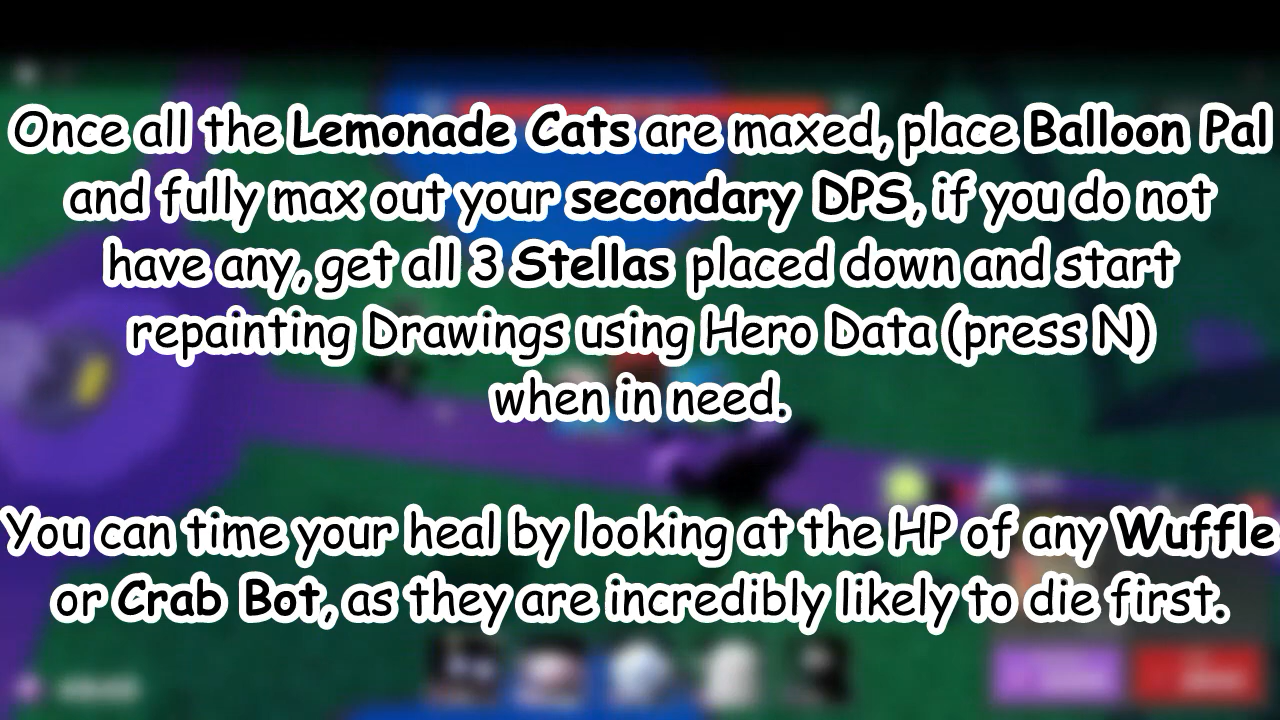 Once all the Lemonade Cats are maxed, place Balloon Pal
and fully max out your secondary DPS, if you do not
have any, get all 3 Stellas placed down and start
repainting Drawings using Hero Data (press N)
when in need.
You can time your heal by looking at the HP of any Wuffle
or Crab Bot, as they are incredibly likely to die first.